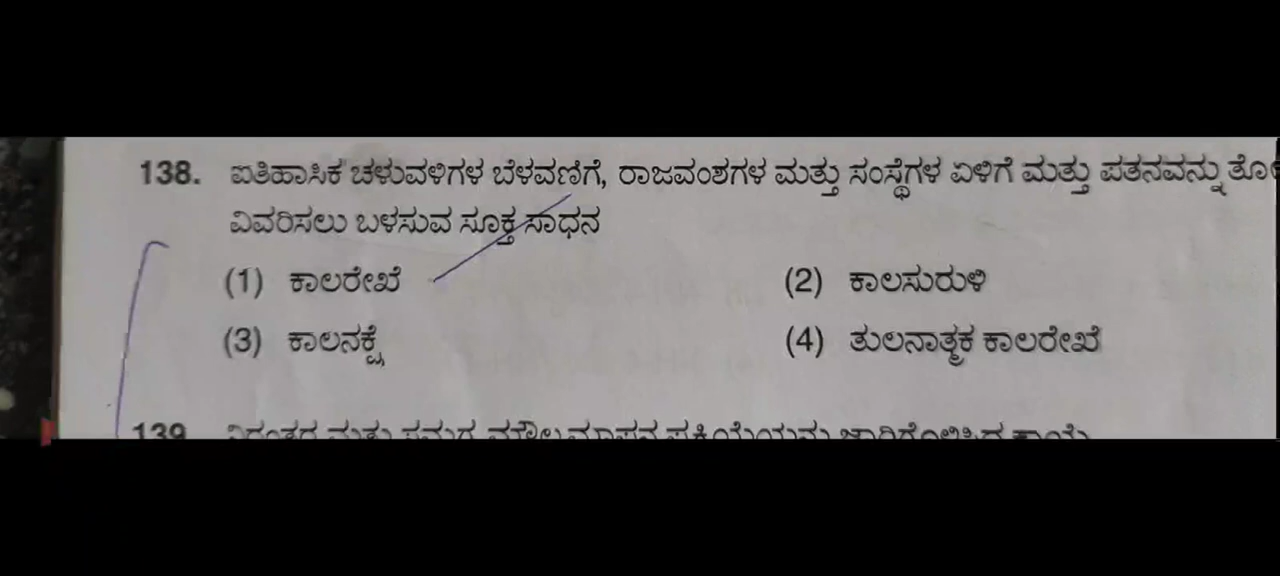 138. ಐತಿಹಾಸಿಕ ಚಳುವಳಿಗಳ ಬೆಳವಣಿಗೆ, ರಾಜವಂಶಗಳ ಮತ್ತು ಸಂಸ್ಥೆಗಳ ಏಳಿಗೆ ಮತ್ತು ಪತನವನ್ನು
ವಿವರಿಸಲು ಬಳಸುವ ಸೂಕ್ತ ಸಾಧನ
(1) ಕಾಲರೇಖೆ (2) ಕಾಲಸುರುಳಿ
(3) ಕಾಲನಕ್ಷೆ (4) ತುಲನಾತ್ಮಕ ಕಾಲರೇಖೆ
139